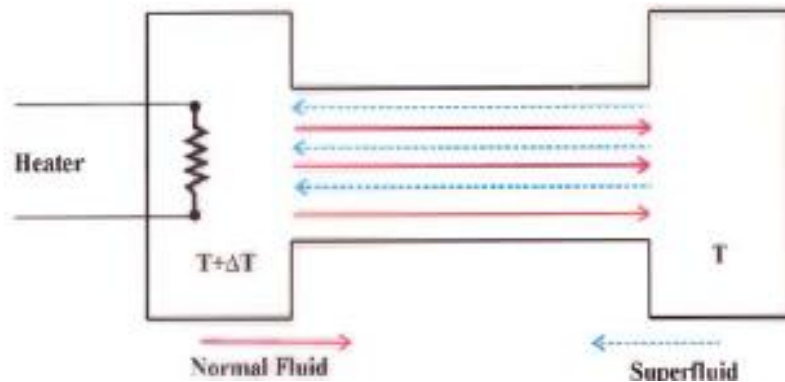 Heater
T+ΔT
T
Normal Fluid
Superfluid